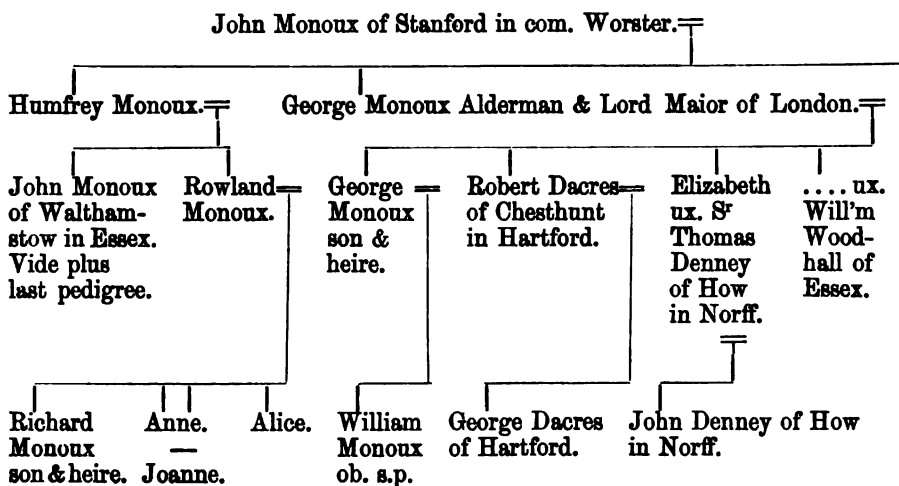 John Monoux of Stanford in com. Worster.
Humfrey Monoux.
George Monoux Alderman & Lord Maior of London.
John Monoux
of Waltham-
stow in Essex.
Vide plus
last pedigree.
Rowland
Monoux.
George
Monoux
son &
heire.
Robert Dacres
of Chesthunt
in Hartford.
Elizabeth
ux. Sr
Thomas
Denney
of How
in Norff.
.... ux.
Will'm
Wood-
hall of
Essex.
Richard
Monoux
son & heire.
Anne.
—
Joanne.
Alice.
William
Monoux
ob. s.p.
George Dacres
of Hartford.
John Denney of How
in Norff.